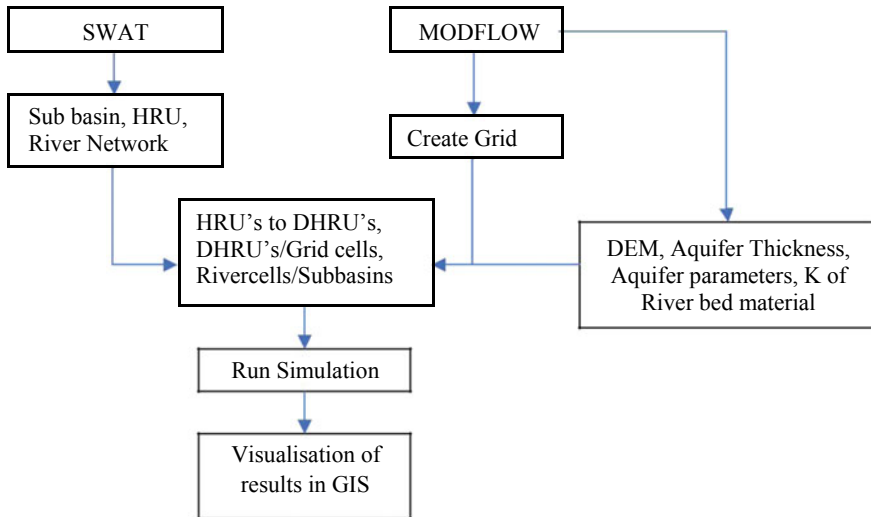 SWAT
MODFLOW
Sub basin, HRU,
River Network
Create Grid
HRU's to DHRU's,
DHRU's/Grid cells,
Rivercells/Subbasins
DEM, Aquifer Thickness,
Aquifer parameters, K of
River bed material
Run Simulation
Visualisation of
results in GIS